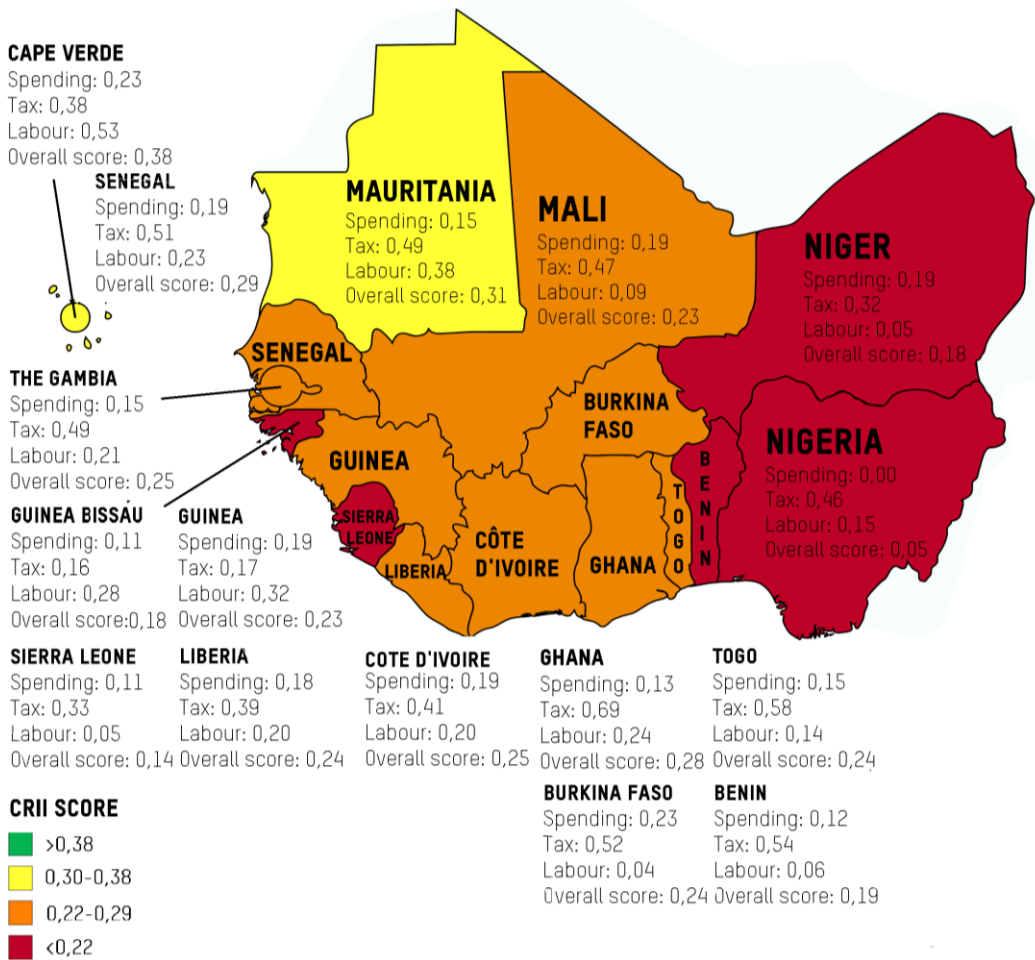 CAPE VERDE
Spending: 0,23
Tax: 0,38
Labour: 0,53
Overall score: 0,38
SENEGAL
Spending: 0,19
Tax: 0,51
Labour: 0,23
Overall score: 0,29
MAURITANIA
Spending: 0,15
Tax: 0,49
Labour: 0,38
Overall score: 0,31
MALI
Spending: 0,19
Tax: 0,47
Labour: 0,09
Overall score: 0,23
NIGER
Spending: 0,19
Tax: 0,32
Labour: 0,05
Overall score: 0,18
SENEGAL
THE GAMBIA
Spending: 0,15
Tax: 0,49
Labour: 0,21
Overall score: 0,25
BURKINA
FASO
NIGERIA
Spending: 0,00
Tax: 0,46
Labour: 0,15
Overall score: 0,05
BENIN
TOGO
GUINEA
SIERRA
LEONE
LIBERIA
CÔTE
D'IVOIRE
GHANA
GUINEA BISSAU
Spending: 0,11
Tax: 0,16
Labour: 0,28
Overall score:0,18
GUINEA
Spending: 0,19
Tax: 0,17
Labour: 0,32
Overall score: 0,23
SIERRA LEONE
Spending: 0,11
Tax: 0,33
Labour: 0,05
Overall score: 0,14
LIBERIA
Spending: 0,18
Tax: 0,39
Labour: 0,20
Overall score: 0,24
COTE D'IVOIRE
Spending: 0,19
Tax: 0,41
Labour: 0,20
Overall score: 0,25
GHANA
Spending: 0,13
Tax: 0,69
Labour: 0,24
Overall score: 0,28
TOGO
Spending: 0,15
Tax: 0,58
Labour: 0,14
Overall score: 0,24
BURKINA FASO
Spending: 0,23
Tax: 0,52
Labour: 0,04
Overall score: 0,24
BENIN
Spending: 0,12
Tax: 0,54
Labour: 0,06
Overall score: 0,19
CRII SCORE
>0,38
0,30-0,38
0,22-0,29
<0,22